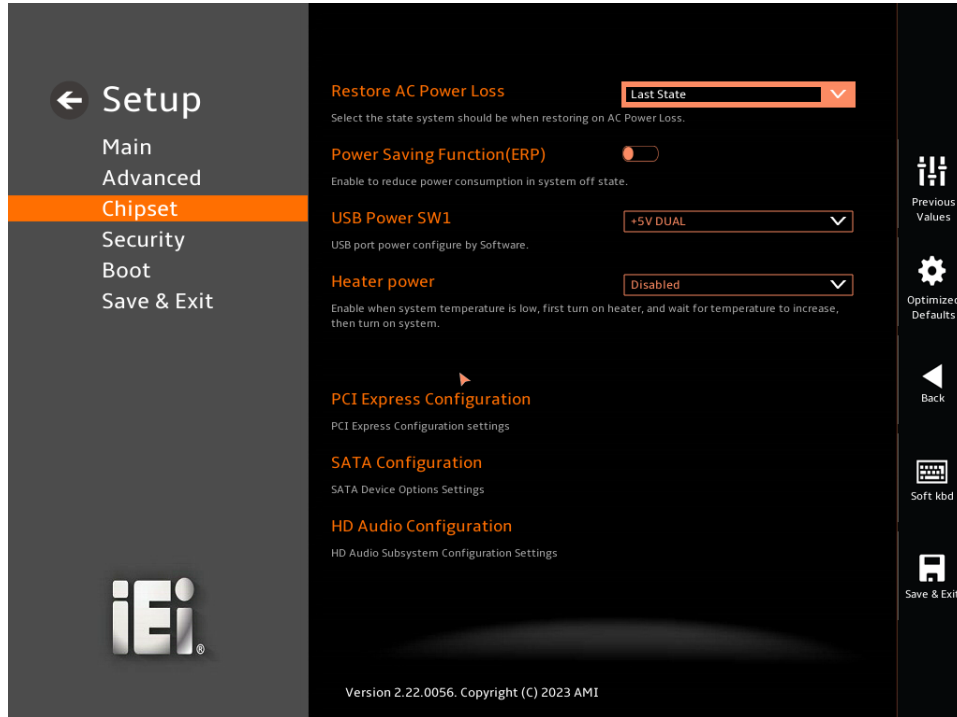 Setup
Main
Advanced
Chipset
Security
Boot
Save & Exit
iEi®
Restore AC Power Loss
Last State
Select the state system should be when restoring on AC Power Loss.
Power Saving Function(ERP)
Enable to reduce power consumption in system off state.
USB Power SW1
+5V DUAL
USB port power configure by Software.
Heater power
Disabled
Enable when system temperature is low, first turn on heater, and wait for temperature to increase,
then turn on system.
PCI Express Configuration
PCI Express Configuration settings
SATA Configuration
SATA Device Options Settings
HD Audio Configuration
HD Audio Subsystem Configuration Settings
Version 2.22.0056. Copyright (C) 2023 AMI
Previous
Values
Optimized
Defaults
Back
Soft kbd
Save & Exit